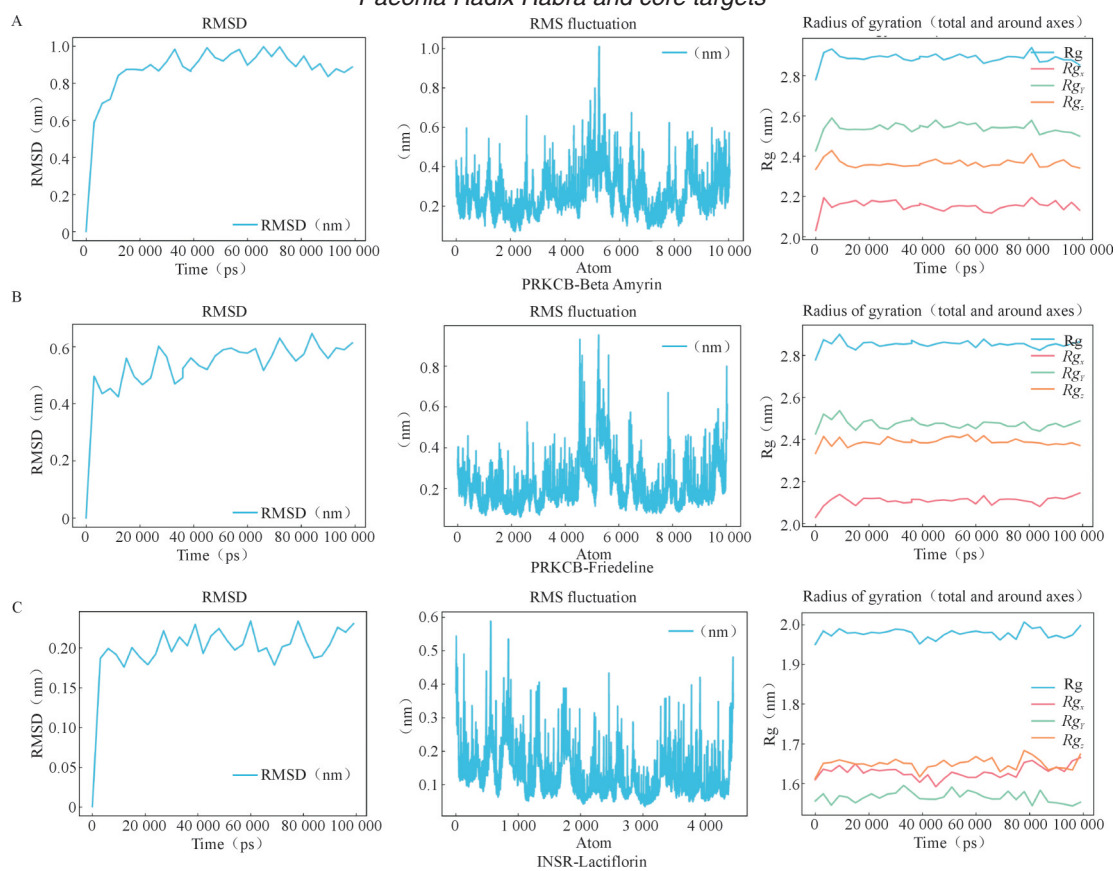 Paeonia Radix Rabra and core targets
A
RMSD
RMSD（nm）
1.0
0.8
0.6
0.4
0.2
0
RMSD（nm）
0 20 000 40 000 60 000 80 000 100 000
Time（ps）
RMS fluctuation
（nm）
1.0
0.8
0.6
0.4
0.2
（nm）
0 2 000 4 000 6 000 8 000 10 000
Atom
PRKCB-Beta Amyrin
Radius of gyration（total and around axes）
Rg（nm）
2.8
2.6
2.4
2.2
2.0
Rg
Rgx
RgY
Rgz
0 20 000 40 000 60 000 80 000 100 000
Time（ps）
B
RMSD
RMSD（nm）
0.6
0.4
0.2
0
RMSD（nm）
0 20 000 40 000 60 000 80 000 100 000
Time（ps）
RMS fluctuation
（nm）
0.8
0.6
0.4
0.2
（nm）
0 2 000 4 000 6 000 8 000 10 000
Atom
PRKCB-Friedeline
Radius of gyration（total and around axes）
Rg（nm）
2.8
2.6
2.4
2.2
2.0
Rg
Rgx
RgY
Rgz
0 20 000 40 000 60 000 80 000 100 000
Time（ps）
C
RMSD
RMSD（nm）
0.20
0.15
0.10
0.05
0
RMSD（nm）
0 20 000 40 000 60 000 80 000 100 000
Time（ps）
RMS fluctuation
（nm）
0.6
0.5
0.4
0.3
0.2
0.1
（nm）
0 1 000 2 000 3 000 4 000
Atom
INSR-Lactiflorin
Radius of gyration（total and around axes）
Rg（nm）
2.0
1.9
1.8
1.6
1.6
Rg
Rgx
RgY
Rgz
0 20 000 40 000 60 000 80 000 100 000
Time（ps）